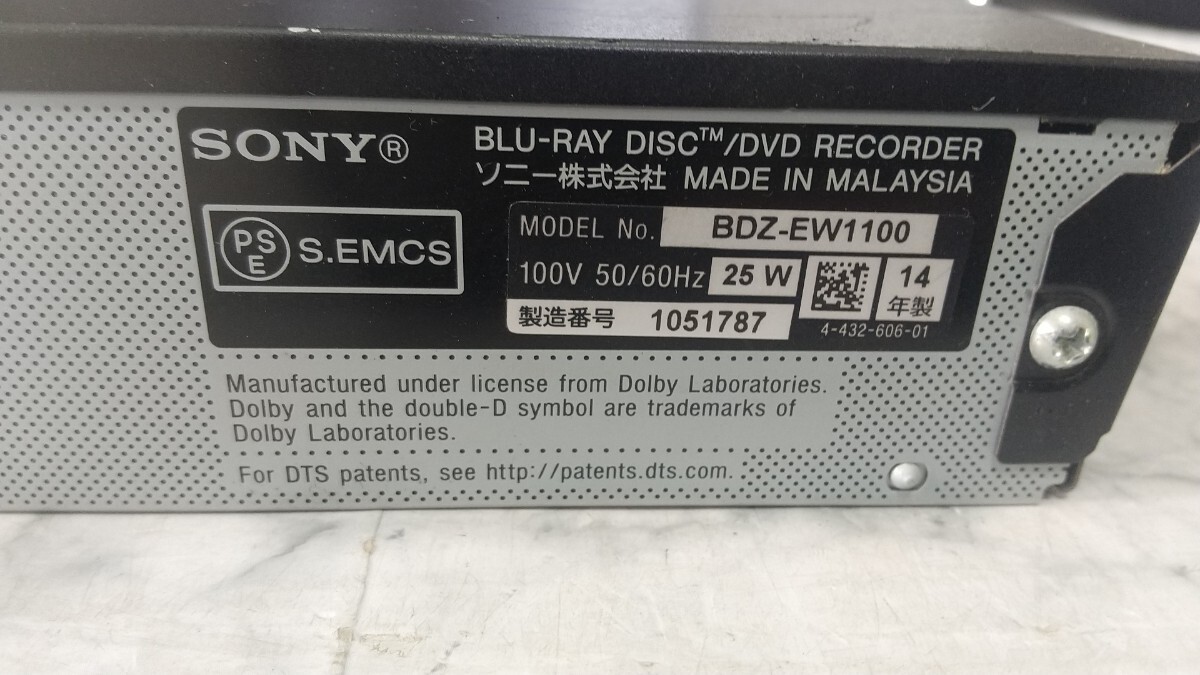 SONY®
BLU-RAY DISC™/DVD RECORDER
ソニー株式会社 MADE IN MALAYSIA
PSE S.EMCS
MODEL No. BDZ-EW1100
100V 50/60Hz 25 W
14
年製
製造番号 1051787
4-432-606-01
Manufactured under license from Dolby Laboratories.
Dolby and the double-D symbol are trademarks of
Dolby Laboratories.
For DTS patents, see http://patents.dts.com.